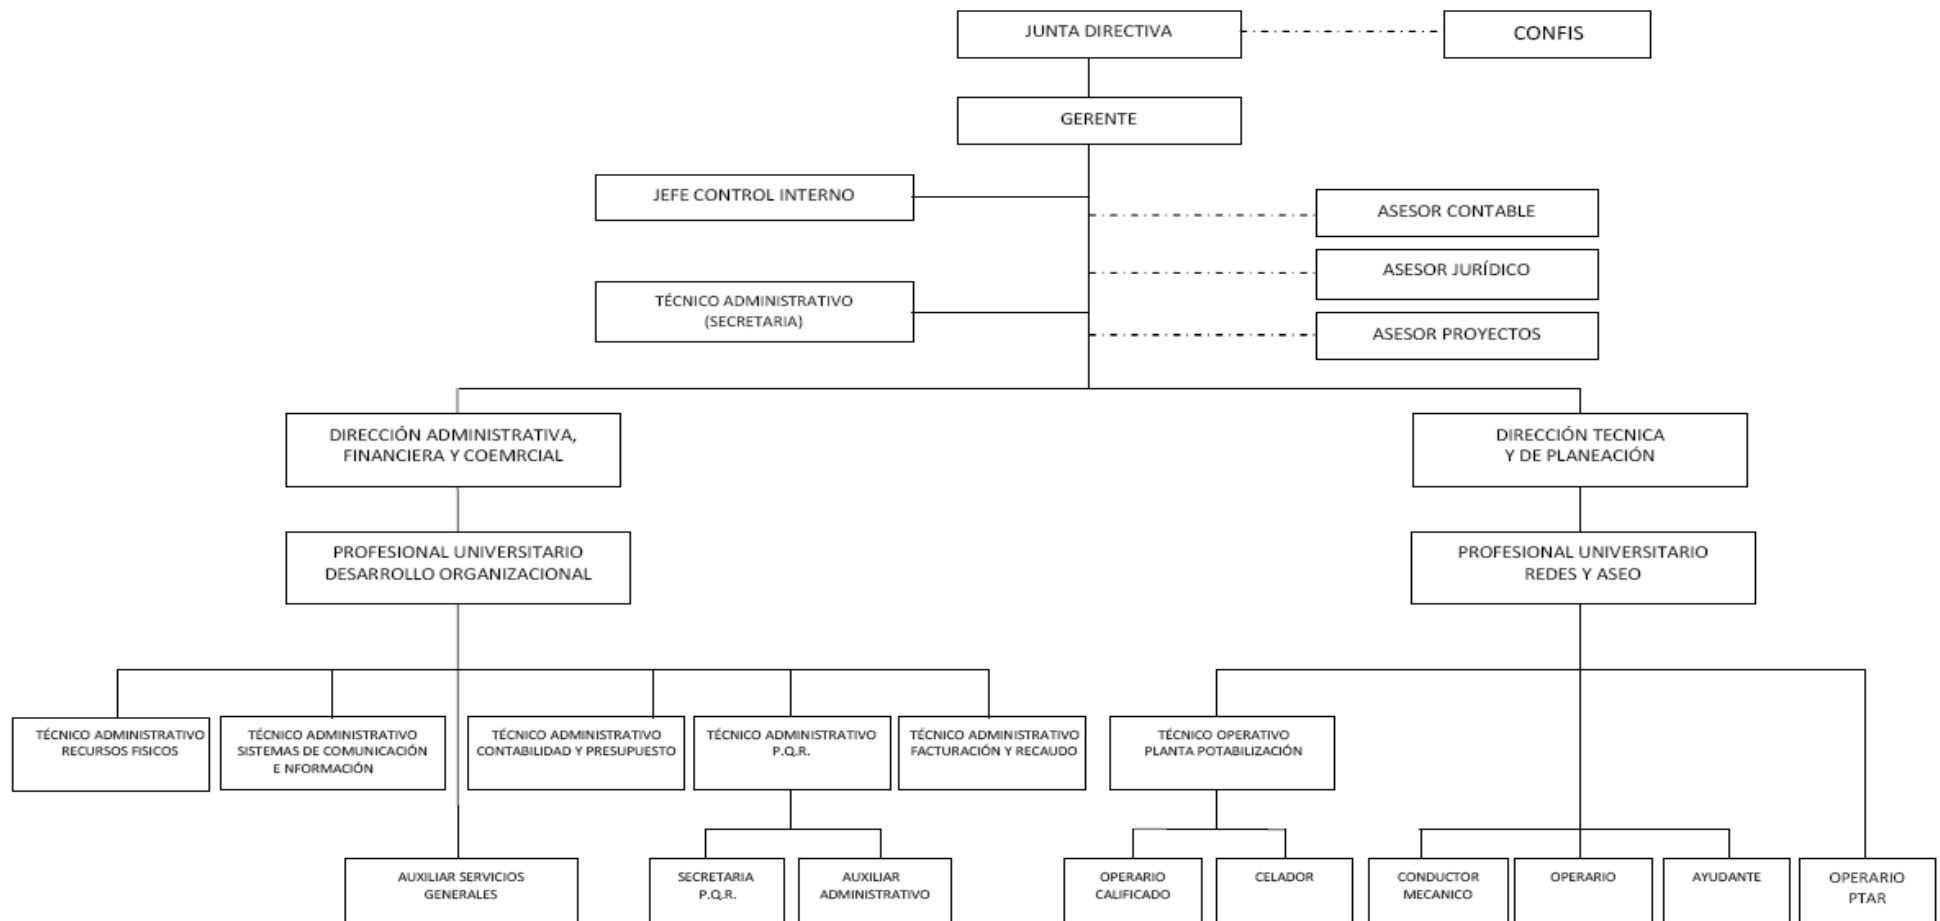 JUNTA DIRECTIVA
CONFIS
GERENTE
JEFE CONTROL INTERNO
ASESOR CONTABLE
ASESOR JURÍDICO
TÉCNICO ADMINISTRATIVO
(SECRETARIA)
ASESOR PROYECTOS
DIRECCIÓN ADMINISTRATIVA,
FINANCIERA Y COEMRCIAL
DIRECCIÓN TECNICA
Y DE PLANEACIÓN
PROFESIONAL UNIVERSITARIO
DESARROLLO ORGANIZACIONAL
PROFESIONAL UNIVERSITARIO
REDES Y ASEO
TÉCNICO ADMINISTRATIVO
RECURSOS FISICOS
TÉCNICO ADMINISTRATIVO
SISTEMAS DE COMUNICACIÓN
E NFORMACIÓN
TÉCNICO ADMINISTRATIVO
CONTABILIDAD Y PRESUPUESTO
TÉCNICO ADMINISTRATIVO
P.Q.R.
TÉCNICO ADMINISTRATIVO
FACTURACIÓN Y RECAUDO
TÉCNICO OPERATIVO
PLANTA POTABILIZACIÓN
AUXILIAR SERVICIOS
GENERALES
SECRETARIA
P.Q.R.
AUXILIAR
ADMINISTRATIVO
OPERARIO
CALIFICADO
CELADOR
CONDUCTOR
MECANICO
OPERARIO
AYUDANTE
OPERARIO
PTAR